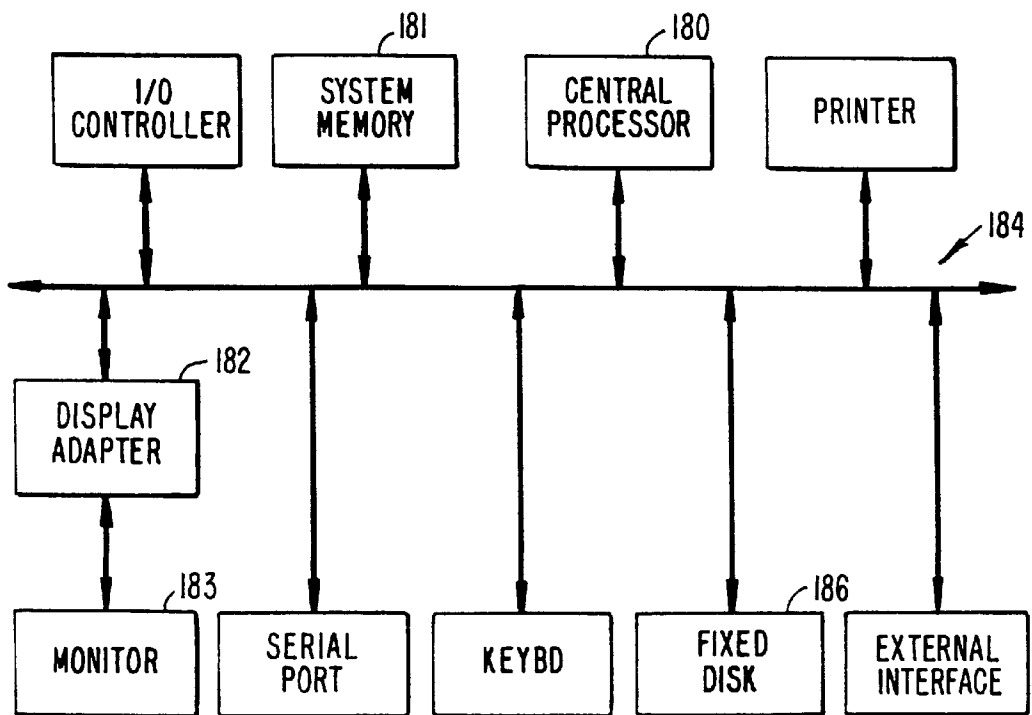 181
180
I/O
CONTROLLER
SYSTEM
MEMORY
CENTRAL
PROCESSOR
PRINTER
184
182
DISPLAY
ADAPTER
183
186
MONITOR
SERIAL
PORT
KEYBD
FIXED
DISK
EXTERNAL
INTERFACE